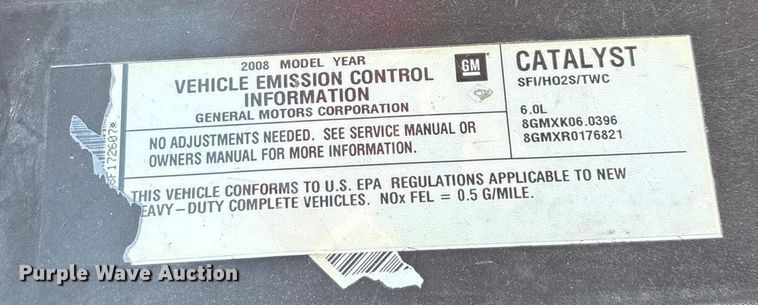 2008 MODEL YEAR
VEHICLE EMISSION CONTROL
INFORMATION
GENERAL MOTORS CORPORATION
GM
CATALYST
SFI/HO2S/TWC
6.0L
8GMXK06.0396
8GMXR0176821
NO ADJUSTMENTS NEEDED. SEE SERVICE MANUAL OR
OWNERS MANUAL FOR MORE INFORMATION.
THIS VEHICLE CONFORMS TO U.S. EPA REGULATIONS APPLICABLE TO NEW
EAVY-DUTY COMPLETE VEHICLES. NOx FEL = 0.5 G/MILE.
F172607*
Purple Wave Auction